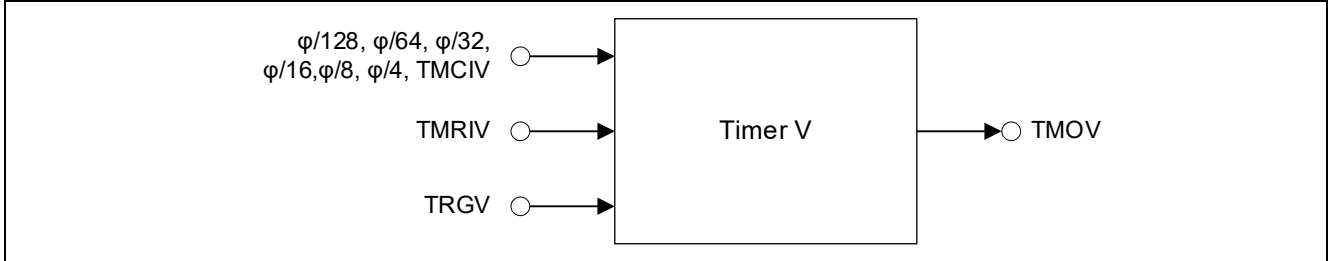 φ/128, φ/64, φ/32,
φ/16,φ/8, φ/4, TMCIV
TMRIV
Timer V
TMOV
TRGV